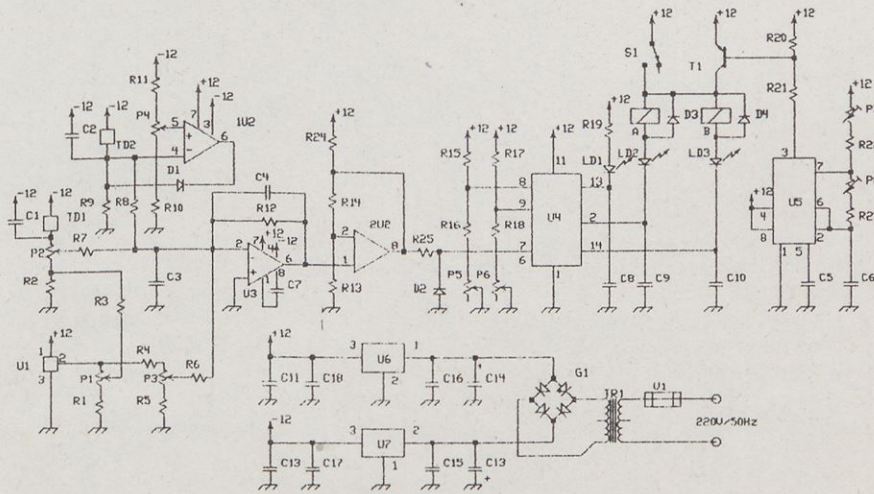 +12
+12
R20
-12
S1
T1
R11
+12
-12
+12
R21
-12
-12
P4
5
7
3
1U2
C2
TD2
6
R24
+12
+12
+12
R19
A
D3
B
D4
4
D1
R15
R17
11
LD1
LD2
LD3
3
7
-12
C4
8
13
+12
U5
R9
R8
R10
R12
R14
9
U4
2
4
6
C1
TD1
2U2
R16
R18
8
2
P2
R7
2
7
+12
4
-12
2
8
R25
7
14
1
5
R2
C3
6
1
6
U3
8
C7
R13
D2
P5
P6
1
C8
C9
C10
C5
C6
R3
+12
+12
U1
1
2
R4
3
U6
1
P1
P3
R6
2
G1
3
C11
C18
C16
C14
TR1
V1
R1
R5
-12
220V/50Hz
3
U7
2
C13
C17
1
C15
C13
+